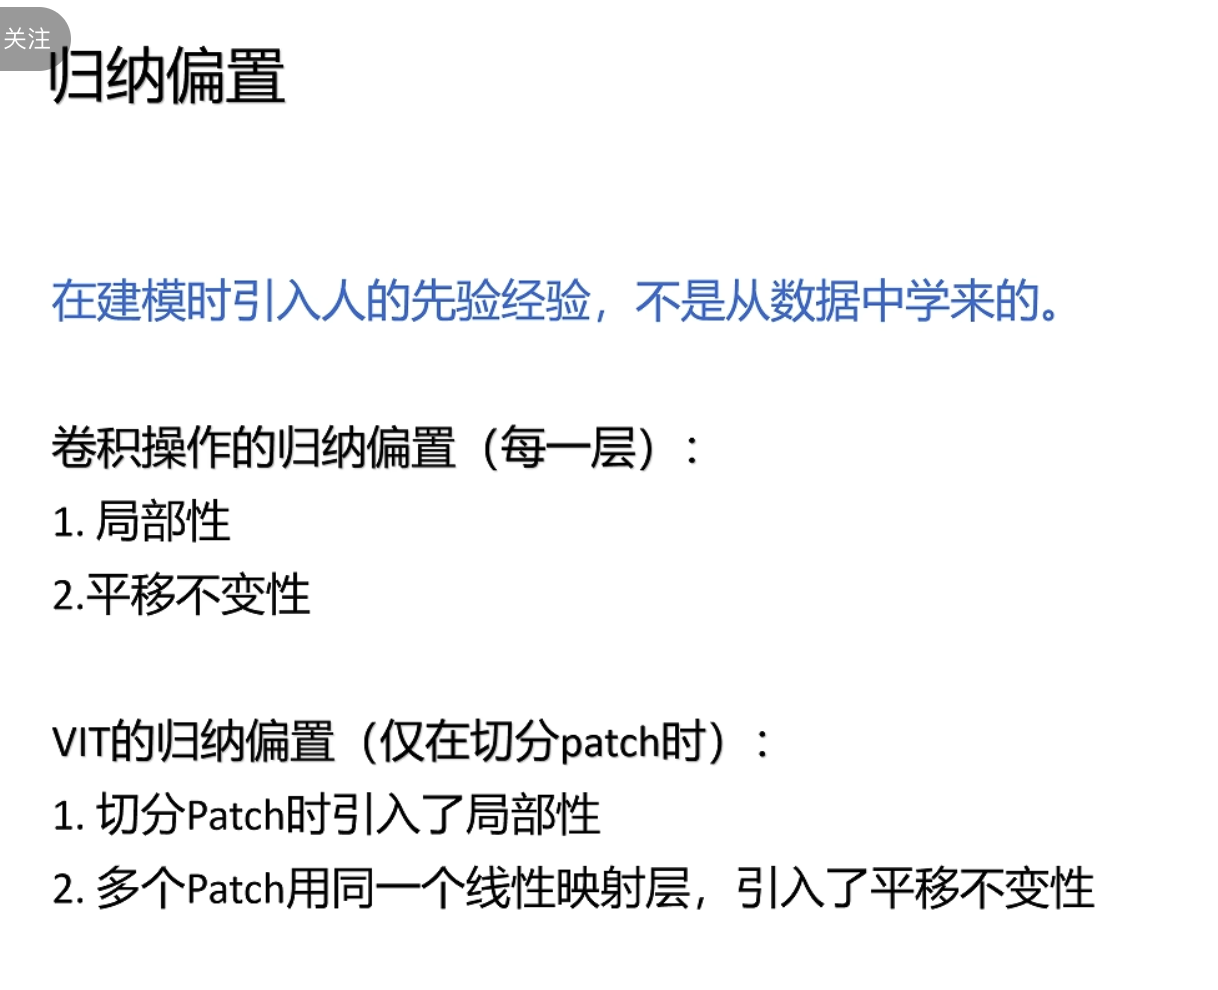 关注
归纳偏置
在建模时引入人的先验经验，不是从数据中学来的。
卷积操作的归纳偏置（每一层）：
1. 局部性
2.平移不变性
VIT的归纳偏置（仅在切分patch时）：
1. 切分Patch时引入了局部性
2. 多个Patch用同一个线性映射层，引入了平移不变性